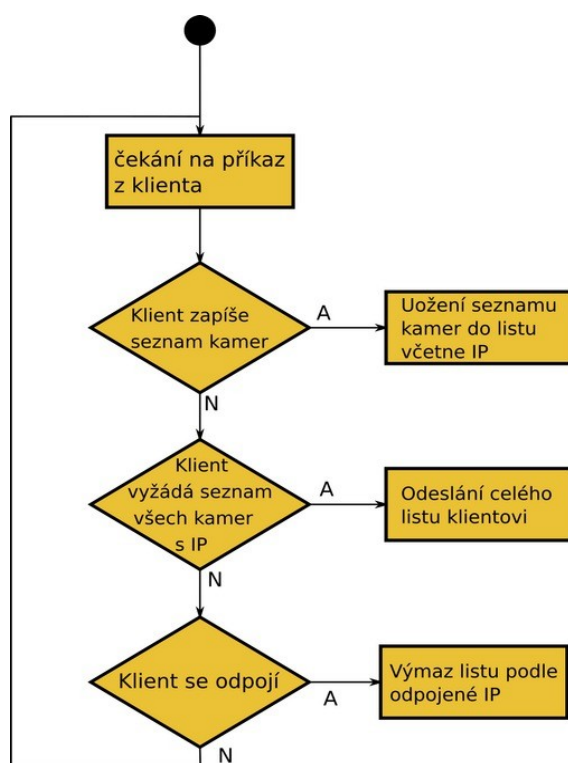 čekání na příkaz
z klienta
Klient zapíše
seznam kamer
A
Uožení seznamu
kamer do listu
včetne IP
N
Klient
vyžádá seznam
všech kamer
s IP
A
Odeslání celého
listu klientovi
N
Klient se odpojí
A
Výmaz listu podle
odpojené IP
N